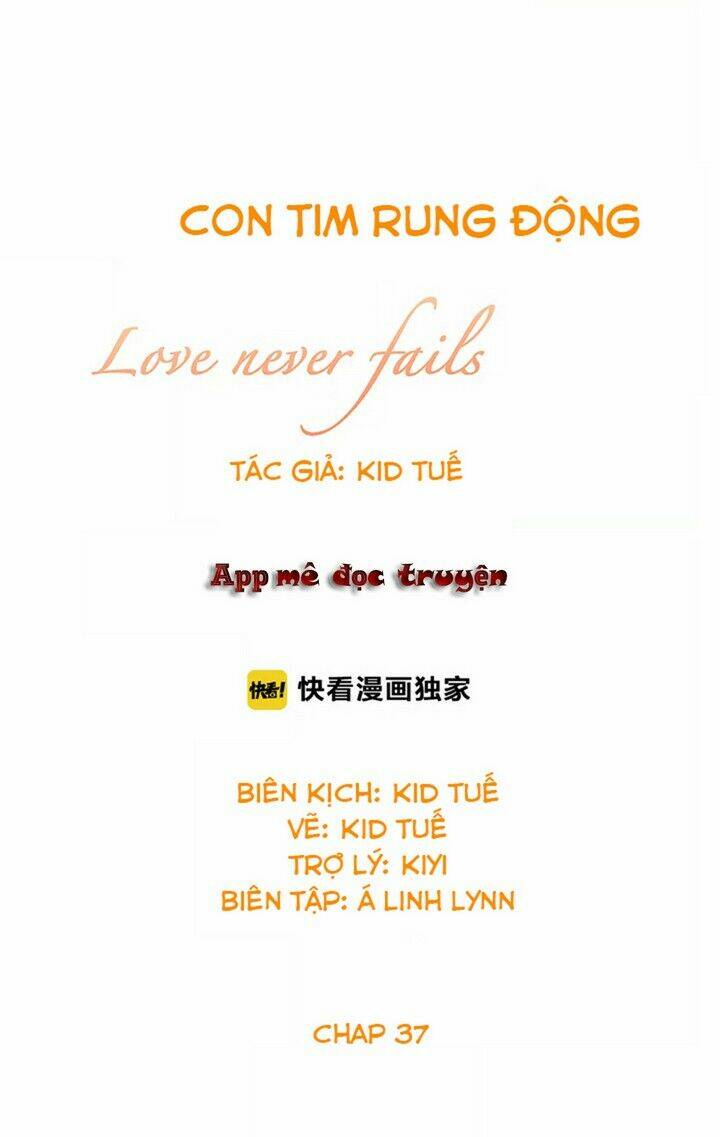 CON TIM RUNG ĐỘNG
Love never fails
TÁC GIẢ: KID TUẾ
App mê đọc truyện
快看! 快看漫画独家
BIÊN KỊCH: KID TUẾ
VẼ: KID TUẾ
TRỢ LÝ: KIYI
BIÊN TẬP: Á LINH LYNN
CHAP 37